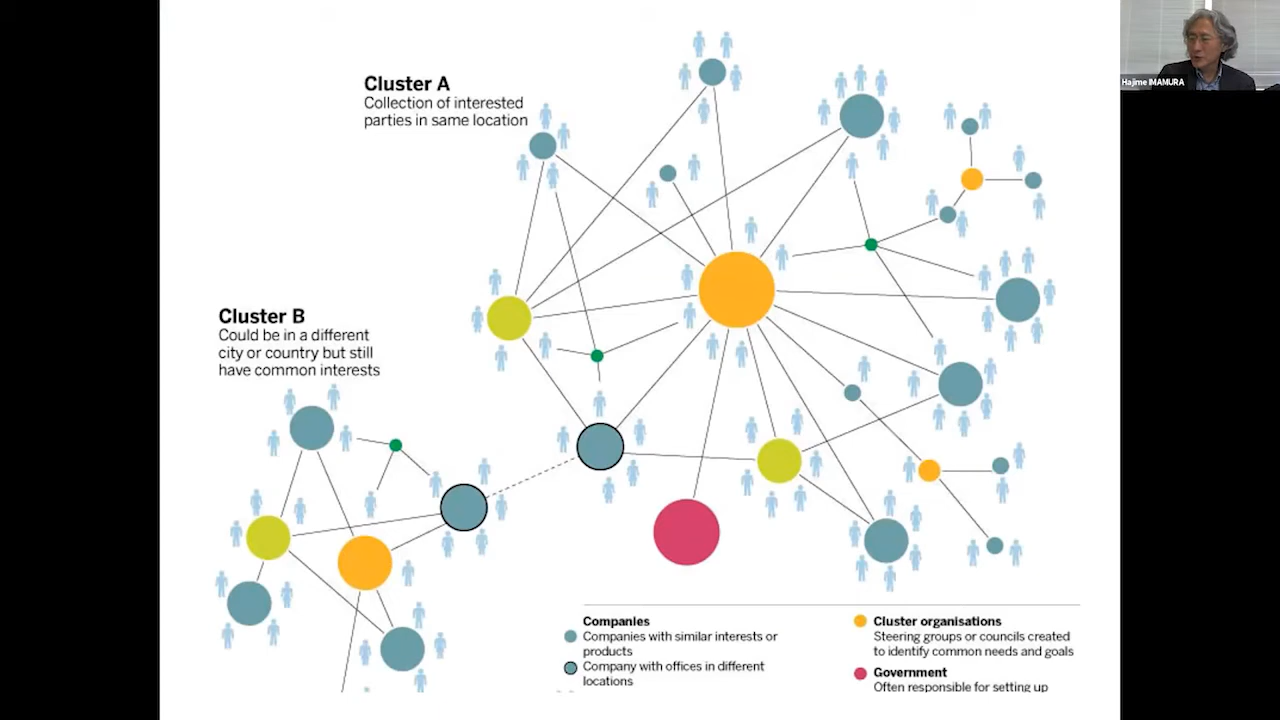 Hajime IMAMURA
Cluster A
Collection of interested
parties in same location
Cluster B
Could be in a different
city or country but still
have common interests
Companies
Companies with similar interests or
products
Company with offices in different
locations
Cluster organisations
Steering groups or councils created
to identify common needs and goals
Government
Often responsible for setting up